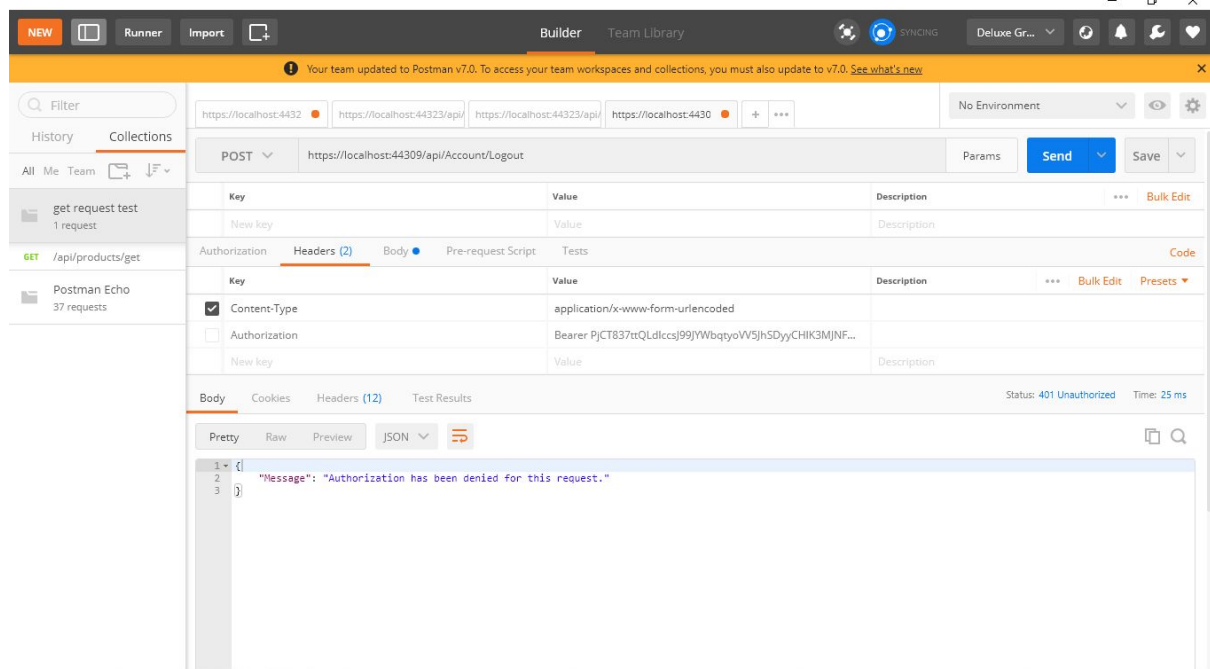 NEW Runner Import Builder Team Library SYNCING Deluxe Gr...
Your team updated to Postman v7.0. To access your team workspaces and collections, you must also update to v7.0. See what's new
Filter
History Collections
All Me Team
get request test
1 request
GET /api/products/get
Postman Echo
37 requests
https://localhost:4432 https://localhost:44323/api/ https://localhost:44323/api/ https://localhost:4430 + •••
No Environment
POST https://localhost:44309/api/Account/Logout Params Send Save
Key Value Description ••• Bulk Edit
New key Value Description
Authorization Headers (2) Body Pre-request Script Tests Code
Key Value Description ••• Bulk Edit Presets
Content-Type application/x-www-form-urlencoded
Authorization Bearer
New key Value Description
Body Cookies Headers (12) Test Results Status: 401 Unauthorized Time: 25 ms
Pretty Raw Preview JSON
1 {
2 "Message": "Authorization has been denied for this request."
3 }